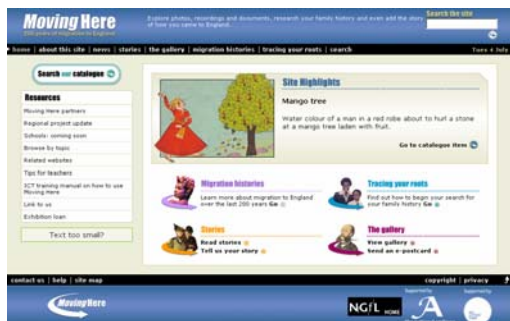 Moving Here
200 years of migration to England
Explore photos, recordings and documents, research your family history and even add the story
of how you came to England.
Search the site
home | about this site | news | stories | the gallery | migration histories | tracing your roots | search
Tues 4 July
Search our catalogue
Resources
Moving Here partners
Regional project update
Schools: coming soon
Browse by topic
Related websites
Tips for teachers
ICT training manual on how to use
Moving Here
Link to us
Exhibition loan
Text too small?
Site Highlights
Mango tree
Water colour of a man in a red robe about to hurl a stone
at a mango tree laden with fruit.
Go to catalogue item
Migration histories
Learn more about migration to England
over the last 200 years Go
Tracing your roots
Find out how to begin your search for
your family history Go
Stories
Read stories
Tell us your story
The gallery
View gallery
Send an e-postcard
contact us | help | site map
copyright | privacy
Supported by
Supported by
Moving Here
NGfL
A